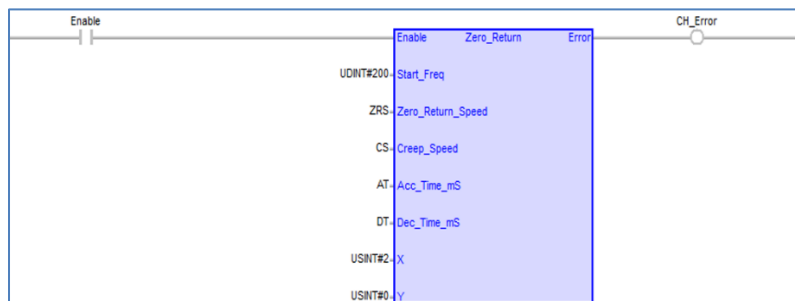 Enable CH_Error
Enable Zero_Return Error
UDINT#200 Start_Freq
ZRS Zero_Return_Speed
CS Creep_Speed
AT Acc_Time_mS
DT Dec_Time_mS
USINT#2 X
USINT#0 Y